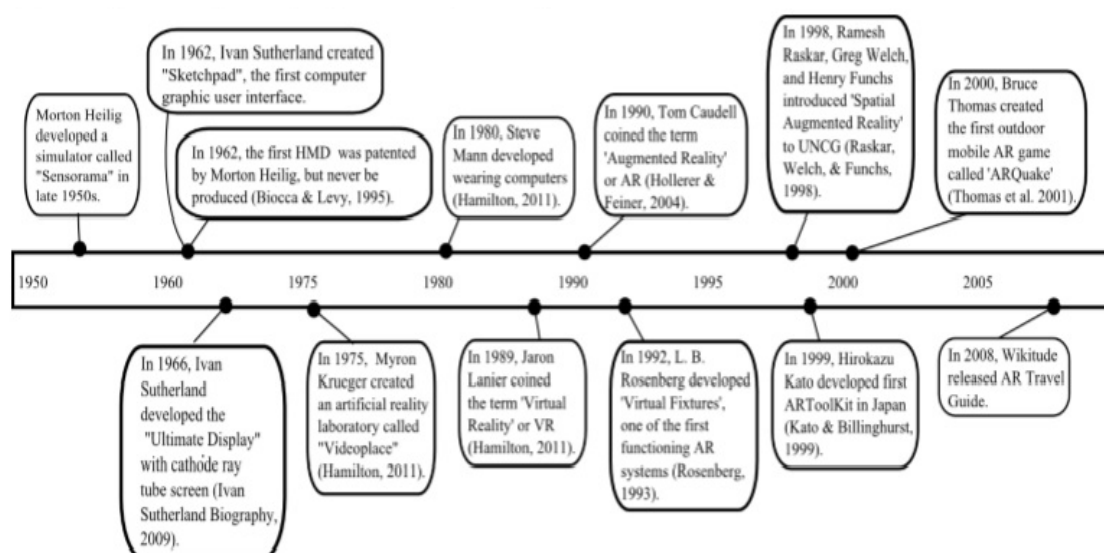 Morton Heilig
developed a
simulator called
"Sensorama" in
late 1950s.
In 1962, Ivan Sutherland created
"Sketchpad", the first computer
graphic user interface.
In 1962, the first HMD was patented
by Morton Heilig, but never be
produced (Biocca & Levy, 1995).
In 1980, Steve
Mann developed
wearing computers
(Hamilton, 2011).
In 1990, Tom Caudell
coined the term
'Augmented Reality'
or AR (Hollerer &
Feiner, 2004).
In 1998, Ramesh
Raskar, Greg Welch,
and Henry Funchs
introduced 'Spatial
Augmented Reality'
to UNCG (Raskar,
Welch, & Funchs,
1998).
In 2000, Bruce
Thomas created
the first outdoor
mobile AR game
called 'ARQuake'
(Thomas et al. 2001).
1950 1960 1975 1980 1990 1995 2000 2005
In 1966, Ivan
Sutherland
developed the
"Ultimate Display"
with cathode ray
tube screen (Ivan
Sutherland Biography,
2009).
In 1975, Myron
Krueger created
an artificial reality
laboratory called
"Videoplace"
(Hamilton, 2011).
In 1989, Jaron
Lanier coined
the term 'Virtual
Reality' or VR
(Hamilton, 2011).
In 1992, L. B.
Rosenberg developed
'Virtual Fixtures',
one of the first
functioning AR
systems (Rosenberg,
1993).
In 1999, Hirokazu
Kato developed first
ARToolKit in Japan
(Kato & Billinghurst,
1999).
In 2008, Wikitude
released AR Travel
Guide.